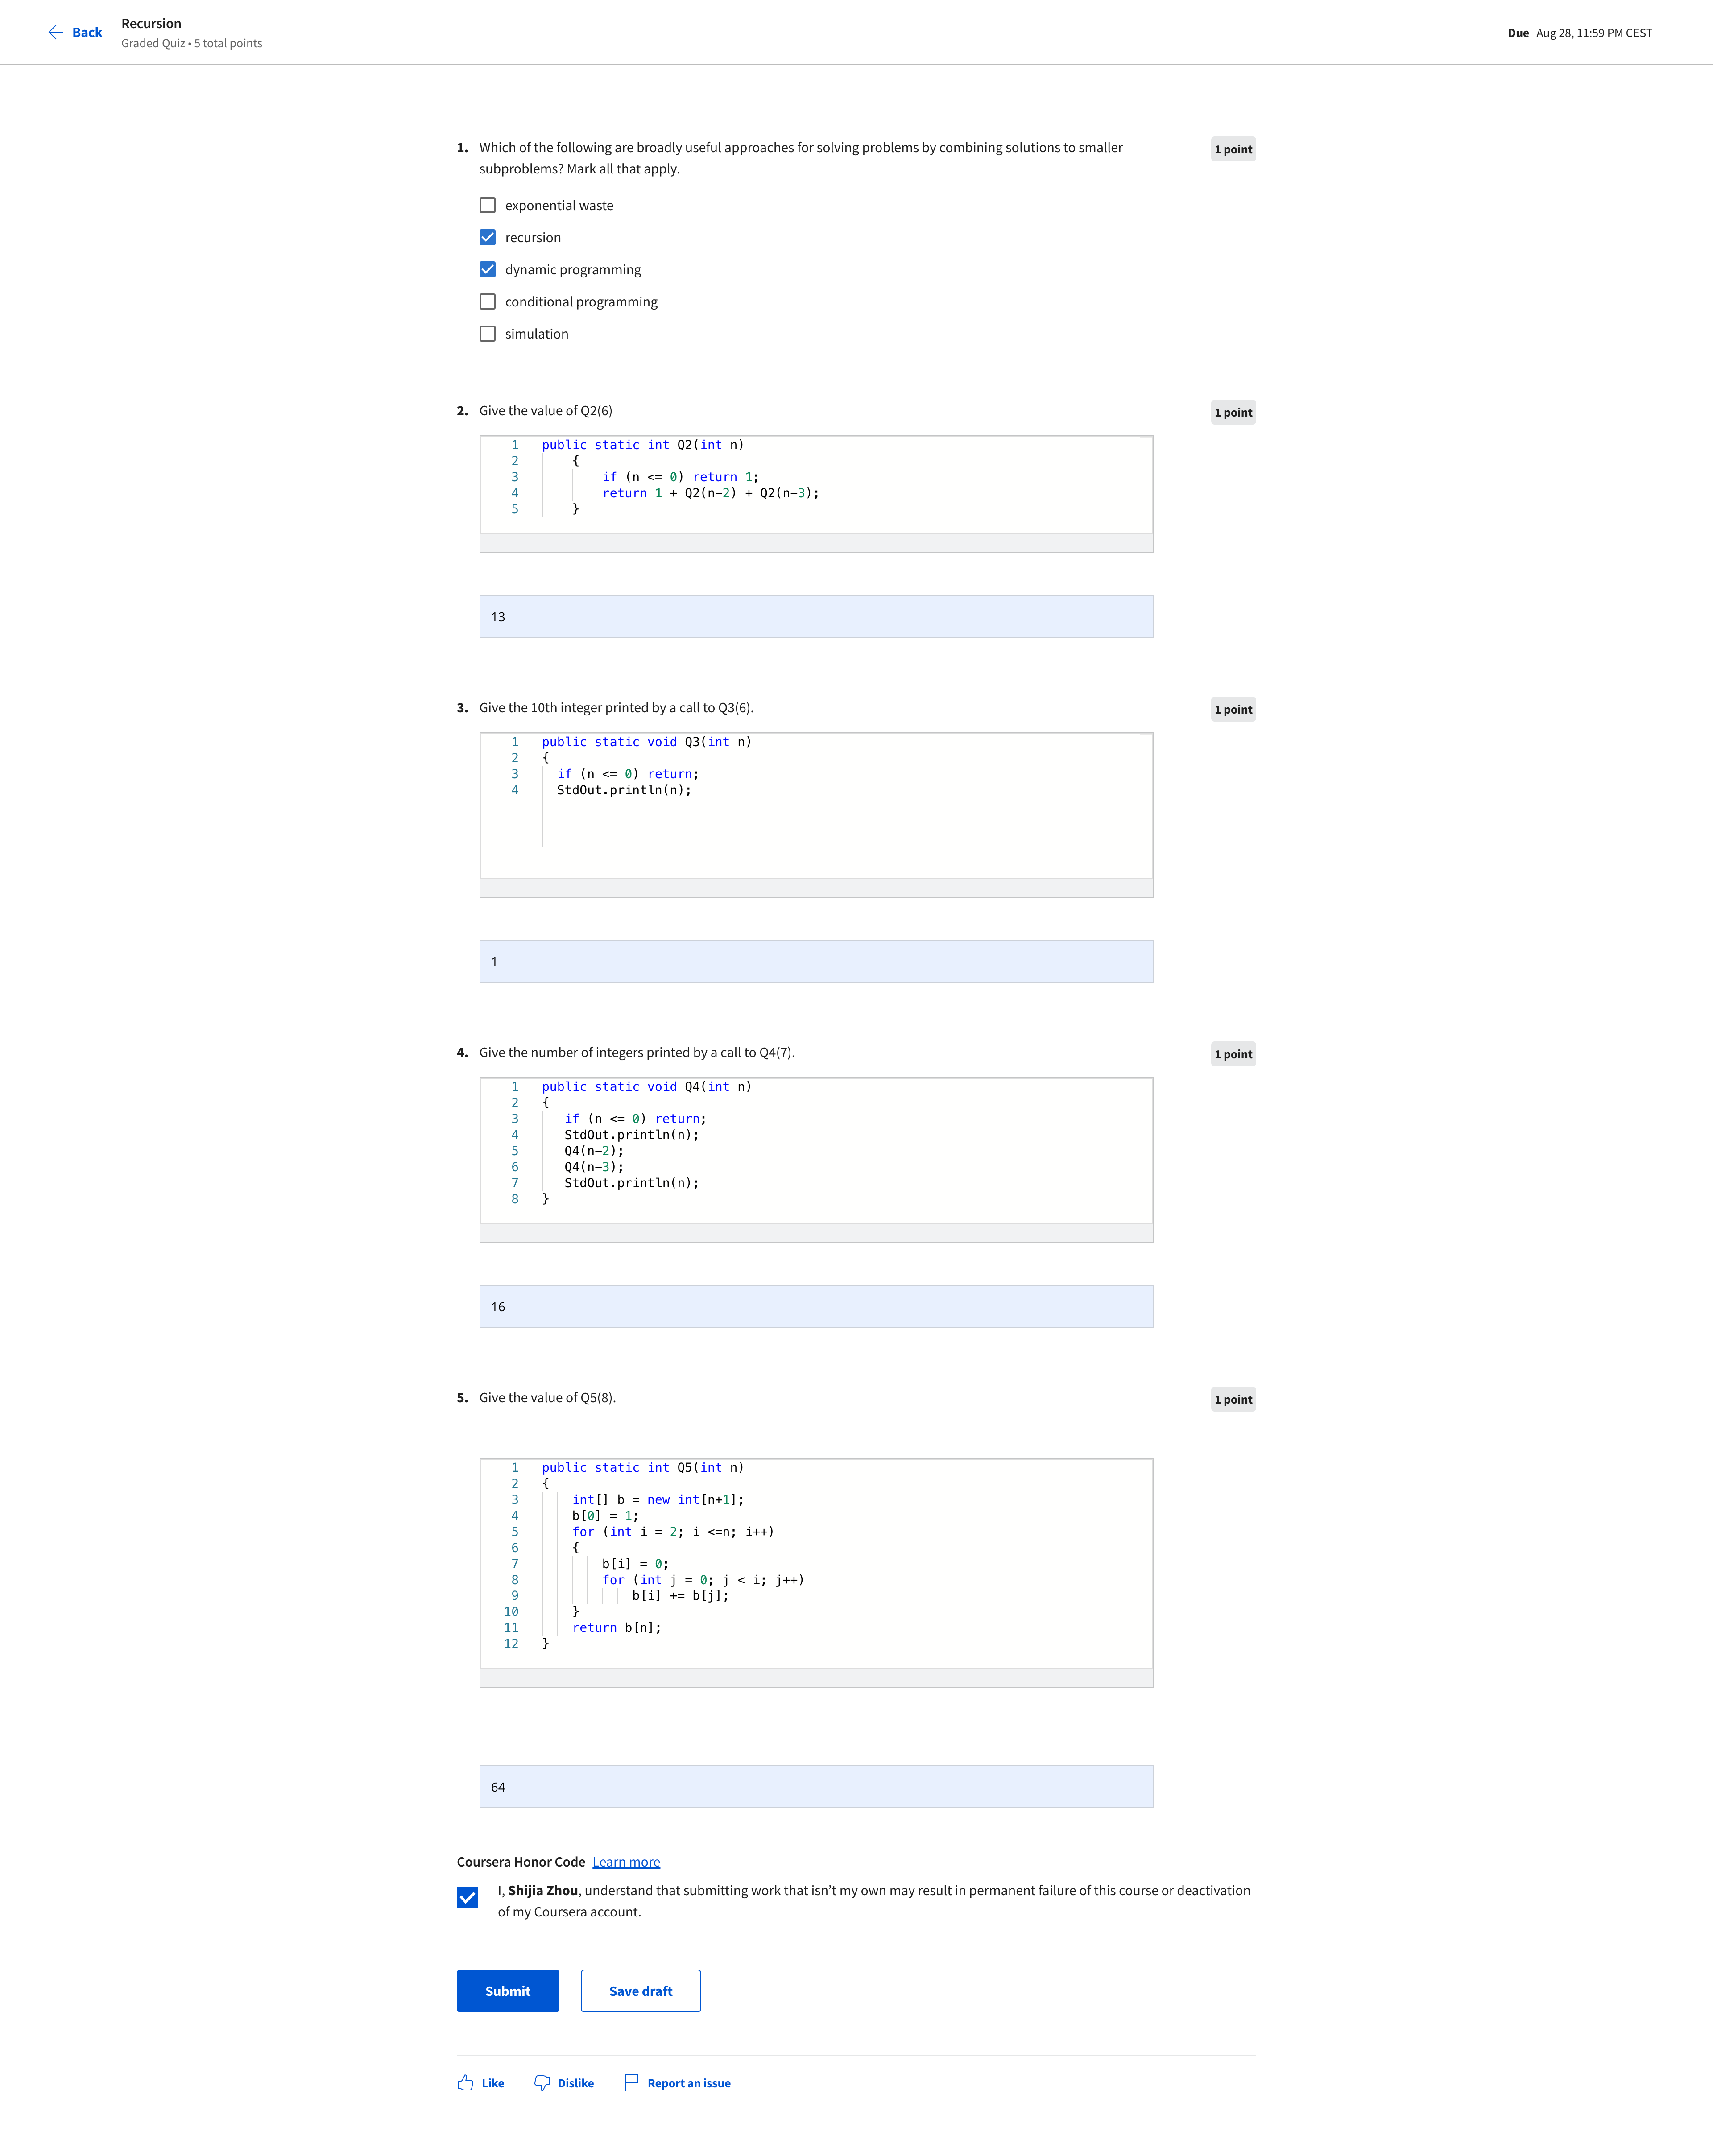 Back
Recursion
Graded Quiz • 5 total points
Due Aug 28, 11:59 PM CEST
1. Which of the following are broadly useful approaches for solving problems by combining solutions to smaller
subproblems? Mark all that apply.
1 point
exponential waste
recursion
dynamic programming
conditional programming
simulation
2. Give the value of Q2(6)
1 point
1 public static int Q2(int n)
2 {
3 if (n <= 0) return 1;
4 return 1 + Q2(n-2) + Q2(n-3);
5 }
13
3. Give the 10th integer printed by a call to Q3(6).
1 point
1 public static void Q3(int n)
2 {
3 if (n <= 0) return;
4 StdOut.println(n);
1
4. Give the number of integers printed by a call to Q4(7).
1 point
1 public static void Q4(int n)
2 {
3 if (n <= 0) return;
4 StdOut.println(n);
5 Q4(n-2);
6 Q4(n-3);
7 StdOut.println(n);
8 }
16
5. Give the value of Q5(8).
1 point
1 public static int Q5(int n)
2 {
3 int[] b = new int[n+1];
4 b[0] = 1;
5 for (int i = 2; i <=n; i++)
6 {
7 b[i] = 0;
8 for (int j = 0; j < i; j++)
9 b[i] += b[j];
10 }
11 return b[n];
12 }
64
Coursera Honor Code Learn more
I, Shijia Zhou, understand that submitting work that isn't my own may result in permanent failure of this course or deactivation
of my Coursera account.
Submit
Save draft
Like
Dislike
Report an issue